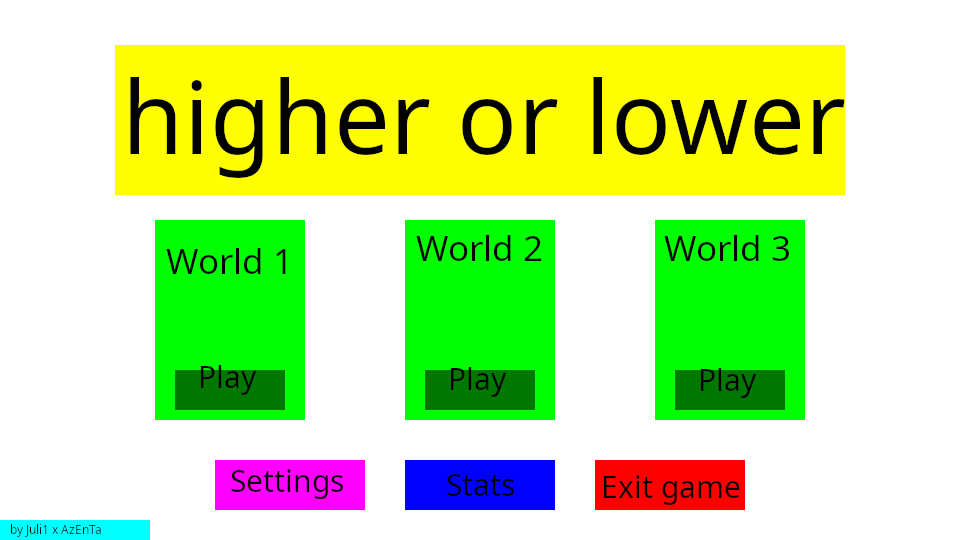 higher or lower
World 1
World 2
World 3
Play
Play
Play
Settings
Stats
Exit game
by Juli1 x AzEnTa